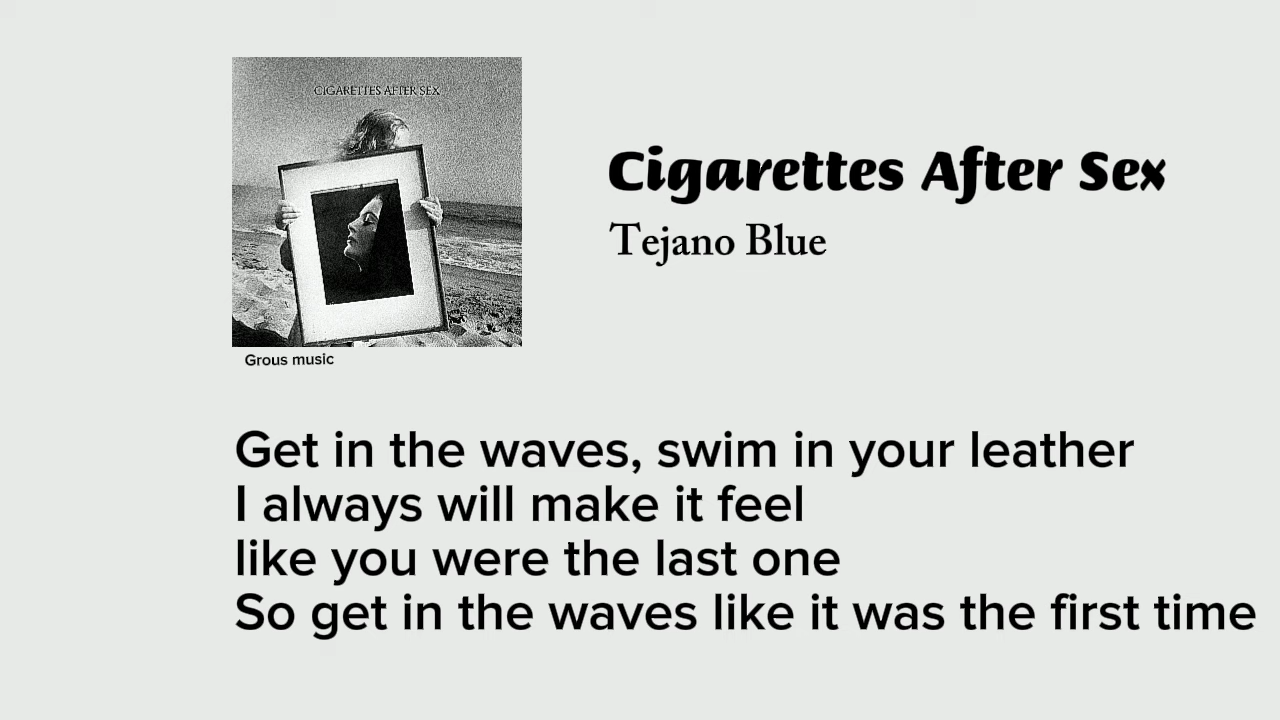 CIGARETTES AFTER SEX
Cigarettes After Sex
Tejano Blue
Grous music
Get in the waves, swim in your leather
I always will make it feel
like you were the last one
So get in the waves like it was the first time